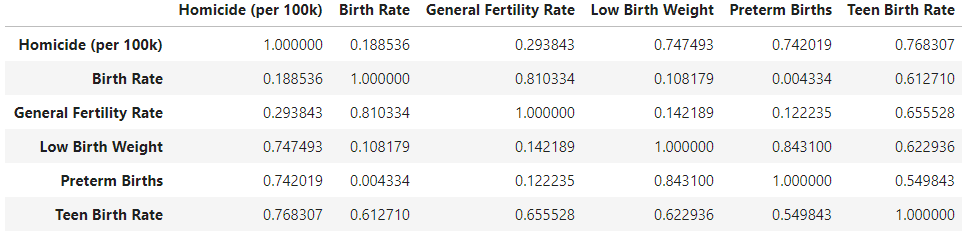 Homicide (per 100k) Birth Rate General Fertility Rate Low Birth Weight Preterm Births Teen Birth Rate
Homicide (per 100k) 1.000000 0.188536 0.293843 0.747493 0.742019 0.768307
Birth Rate 0.188536 1.000000 0.810334 0.108179 0.004334 0.612710
General Fertility Rate 0.293843 0.810334 1.000000 0.142189 0.122235 0.655528
Low Birth Weight 0.747493 0.108179 0.142189 1.000000 0.843100 0.622936
Preterm Births 0.742019 0.004334 0.122235 0.843100 1.000000 0.549843
Teen Birth Rate 0.768307 0.612710 0.655528 0.622936 0.549843 1.000000